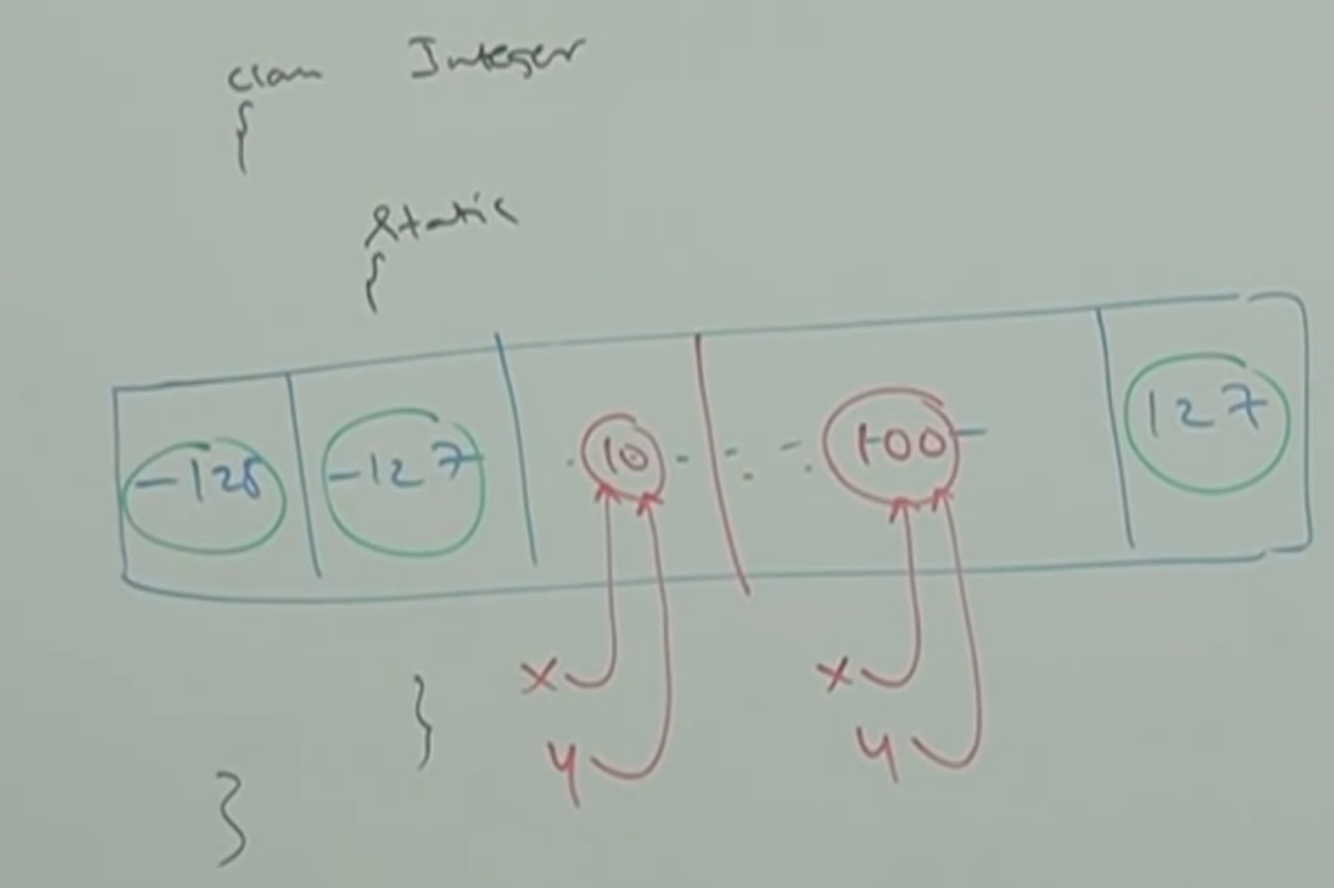 class Integer
{
static
{
-128 -127 10 100 127
x x
y y
}
}